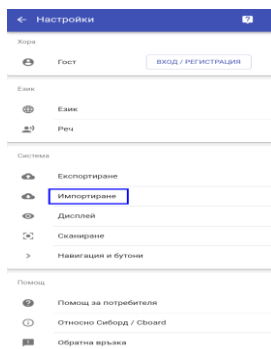 Настройки
Хора
Гост
ВХОД / РЕГИСТРАЦИЯ
Език
Език
Реч
Система
Експортиране
Импортиране
Дисплей
Сканиране
Навигация и бутони
Помощ
Помощ за потребителя
Относно Сиборд / Cboard
Обратна връзка